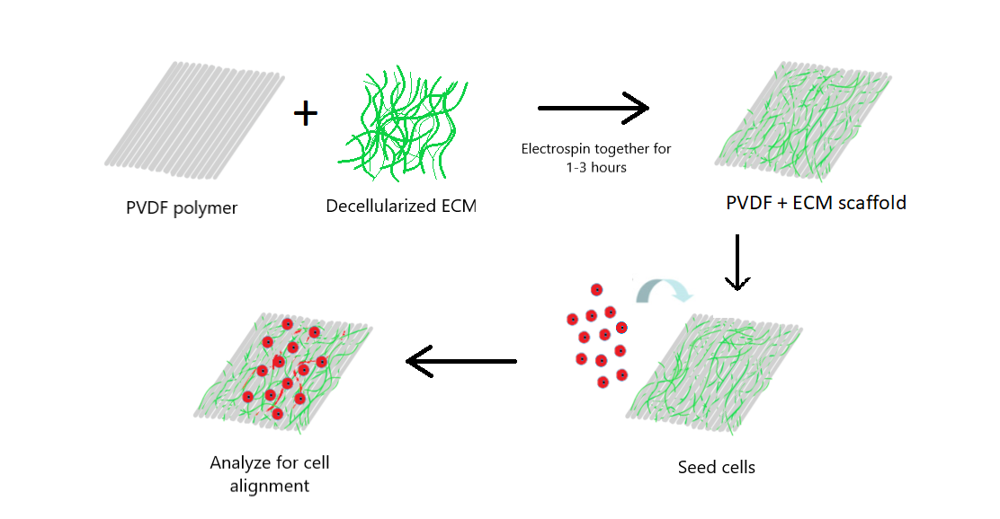 +
Electrospin together for
1-3 hours
PVDF polymer
Decellularized ECM
PVDF + ECM scaffold
Seed cells
Analyze for cell
alignment